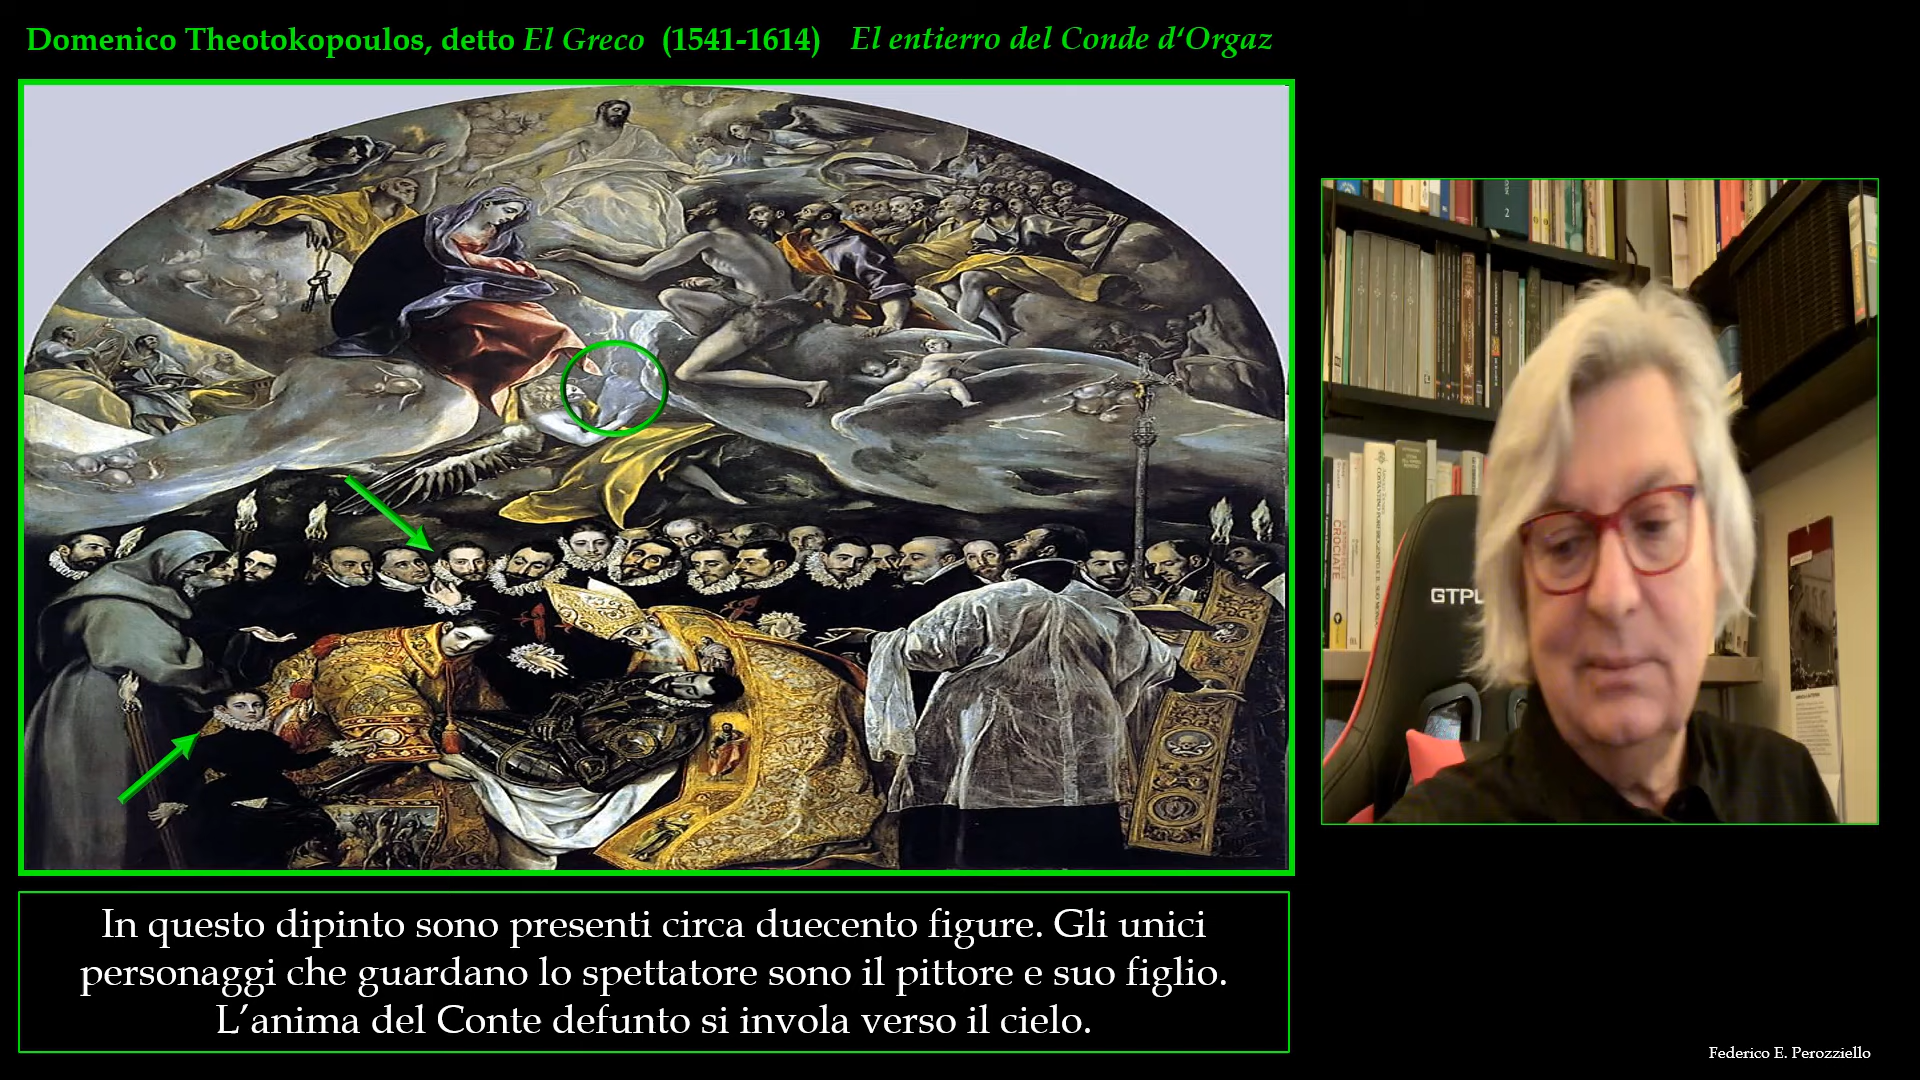 Domenico Theotokopoulos, detto El Greco (1541-1614) El entierro del Conde d‘Orgaz
2
CROCIATE
GTPL
In questo dipinto sono presenti circa duecento figure. Gli unici
personaggi che guardano lo spettatore sono il pittore e suo figlio.
L’anima del Conte defunto si invola verso il cielo.
Federico E. Perozziello